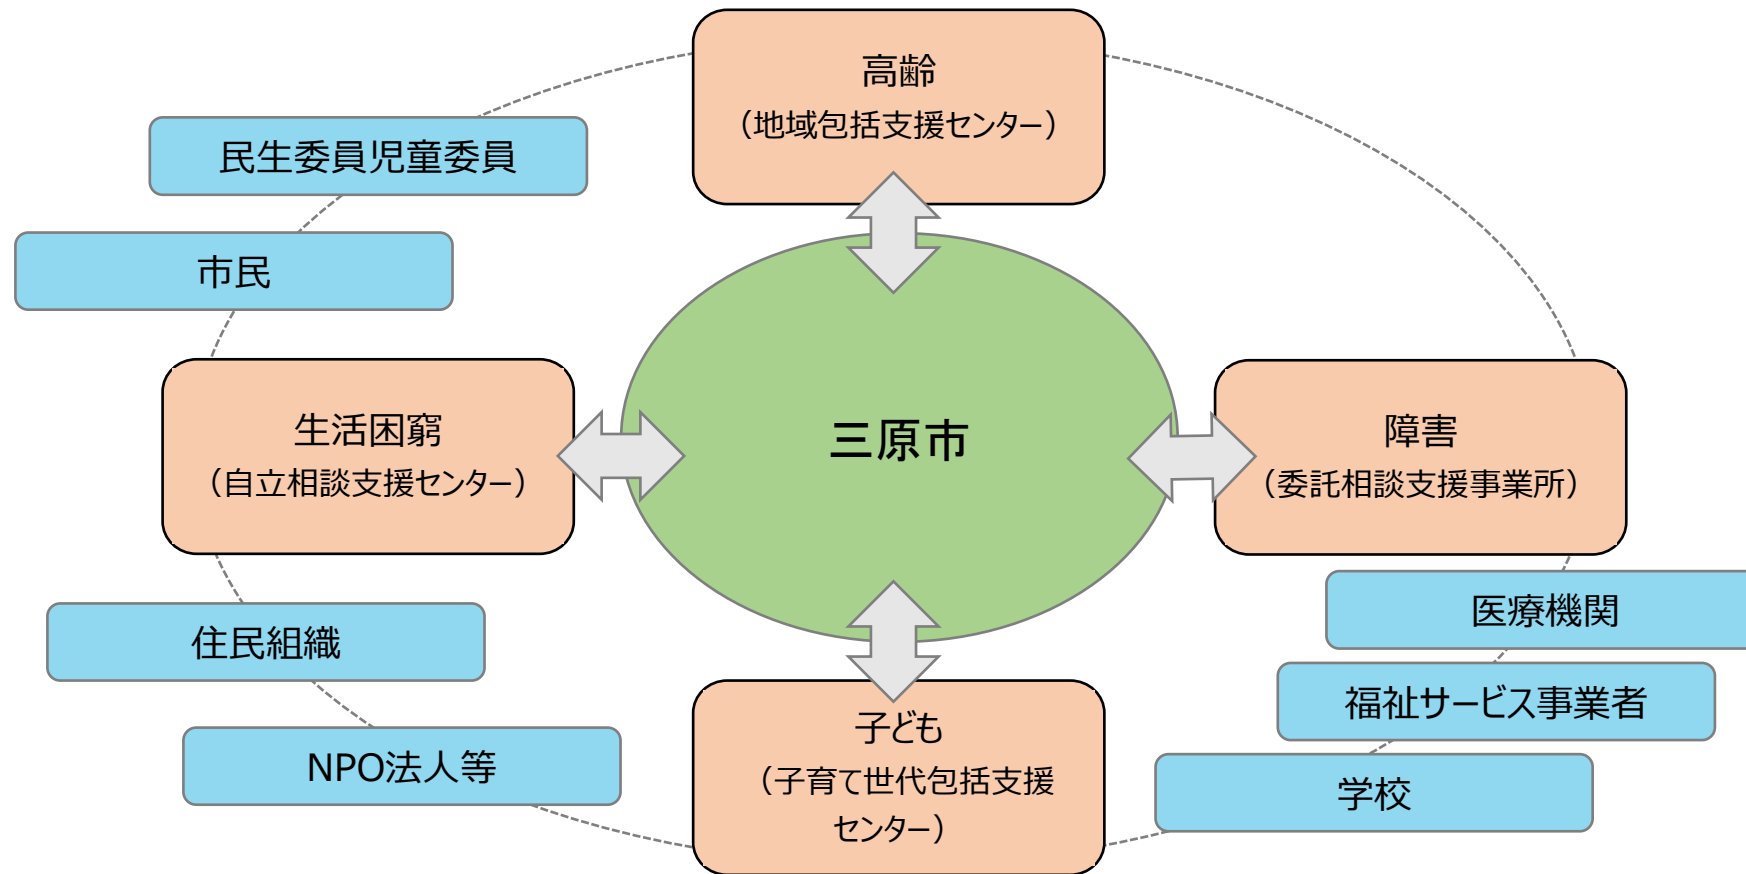 高齢
（地域包括支援センター）
民生委員児童委員
市民
生活困窮
（自立相談支援センター）
三原市
障害
（委託相談支援事業所）
医療機関
住民組織
福祉サービス事業者
NPO法人等
子ども
（子育て世代包括支援
センター）
学校